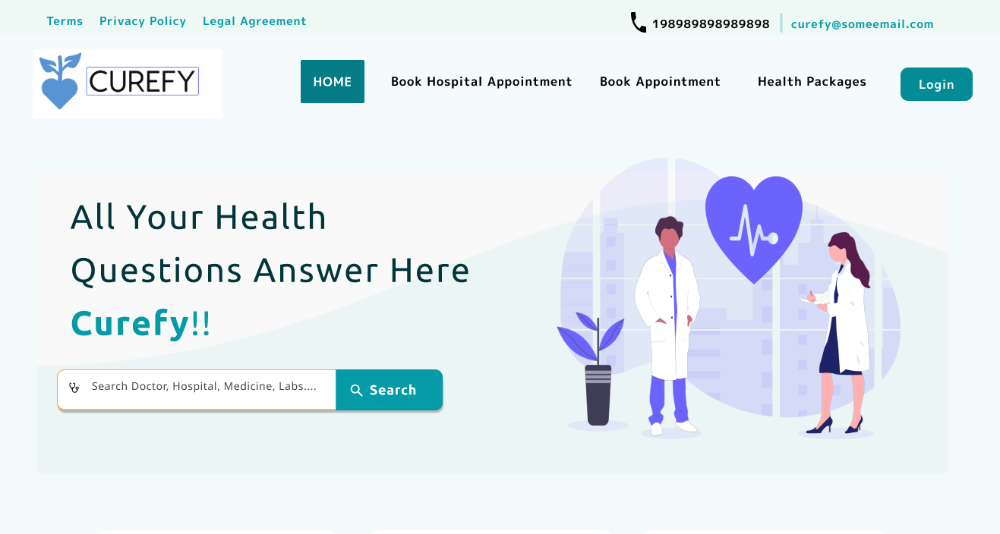 Terms Privacy Policy Legal Agreement
198989898989898 curefy@someemail.com
CUREFY
HOME Book Hospital Appointment Book Appointment Health Packages Login
All Your Health
Questions Answer Here
Curefy!!
Search Doctor, Hospital, Medicine, Labs.... Search